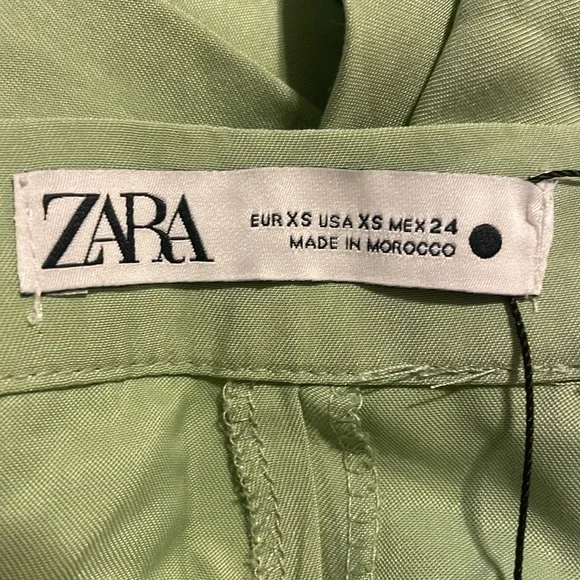 ZARA
EUR XS USA XS MEX 24
MADE IN MOROCCO